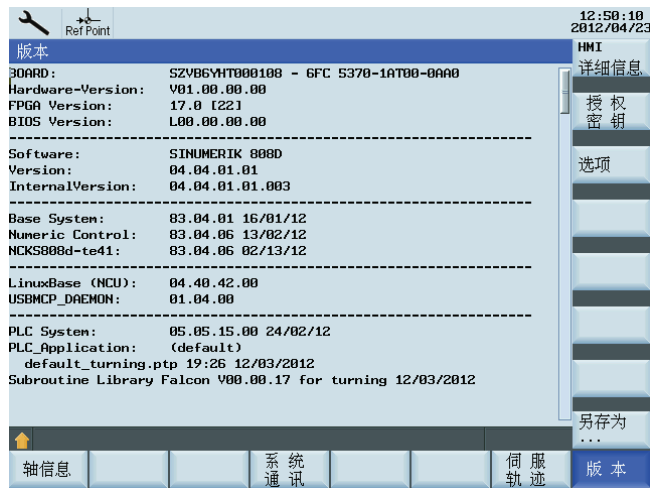 Ref Point
12:50:10
2012/04/23
版本
BOARD: SZVB6YHT000108 - 6FC 5370-1AT00-0AA0
Hardware-Version: V01.00.00.00
FPGA Version: 17.0 [22]
BIOS Version: L00.00.00.00
Software: SINUMERIK 808D
Version: 04.04.01.01
InternalVersion: 04.04.01.01.003
Base System: 83.04.01 16/01/12
Numeric Control: 83.04.06 13/02/12
NCKS808d-te41: 83.04.06 02/13/12
LinuxBase (NCU): 04.40.42.00
USBMCP_DAEMON: 01.04.00
PLC System: 05.05.15.00 24/02/12
PLC_Application: (default)
default_turning.ptp 19:26 12/03/2012
Subroutine Library Falcon V00.00.17 for turning 12/03/2012
HMI
详细信息
授 权
密 钥
选项
另存为
...
轴信息
系 统
通 讯
伺 服
轨 迹
版 本